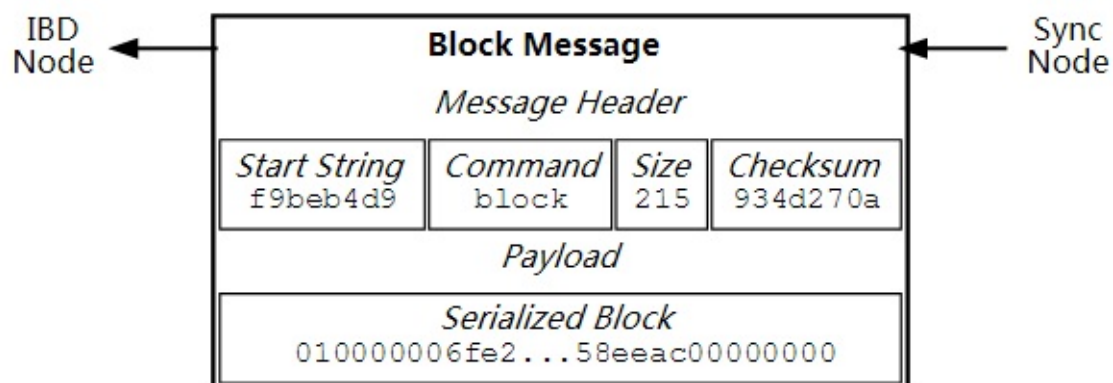 IBD
Node
Block Message
Sync
Node
Message Header
Start String
f9beb4d9
Command
block
Size
215
Checksum
934d270a
Payload
Serialized Block
010000006fe2...58eeac00000000